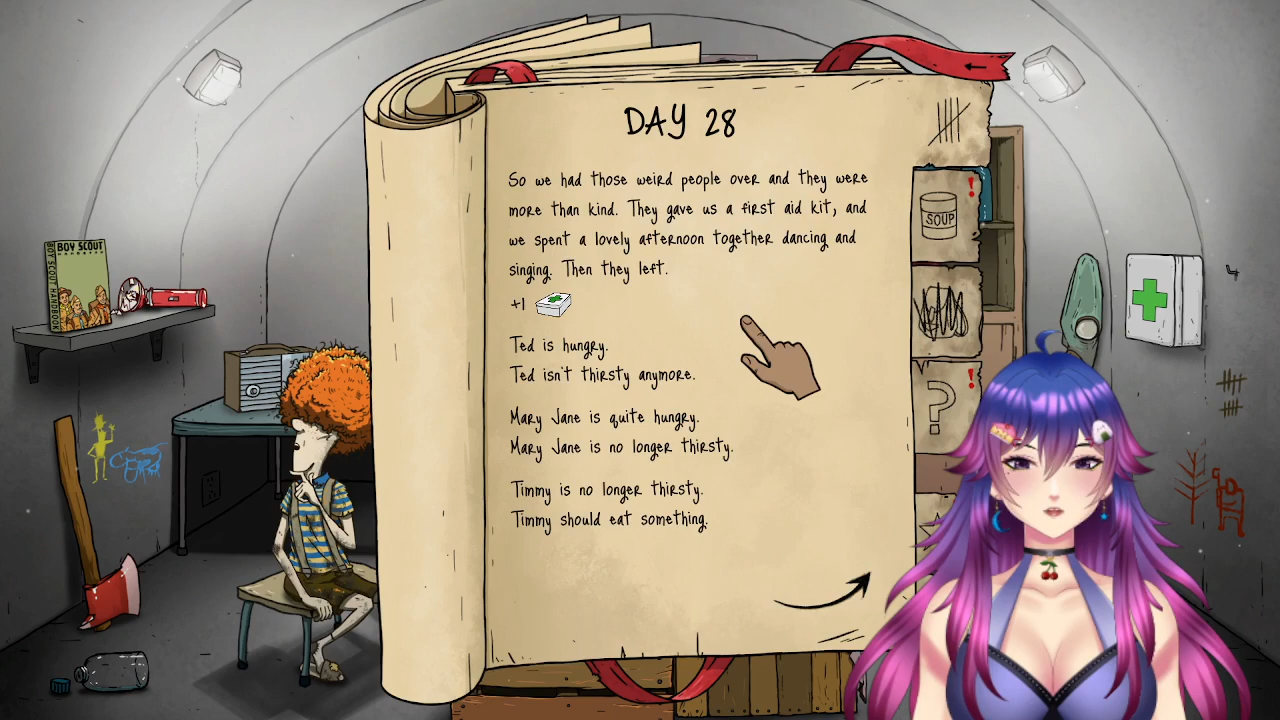 DAY 28
So we had those weird people over and they were
more than kind. They gave us a first aid kit, and
we spent a lovely afternoon together dancing and
singing. Then they left.
+1
Ted is hungry.
Ted isn't thirsty anymore.
Mary Jane is quite hungry.
Mary Jane is no longer thirsty.
Timmy is no longer thirsty.
Timmy should eat something.
!
SOUP
!
?
BOY SCOUT
BOY SCOUT HANDBOOK